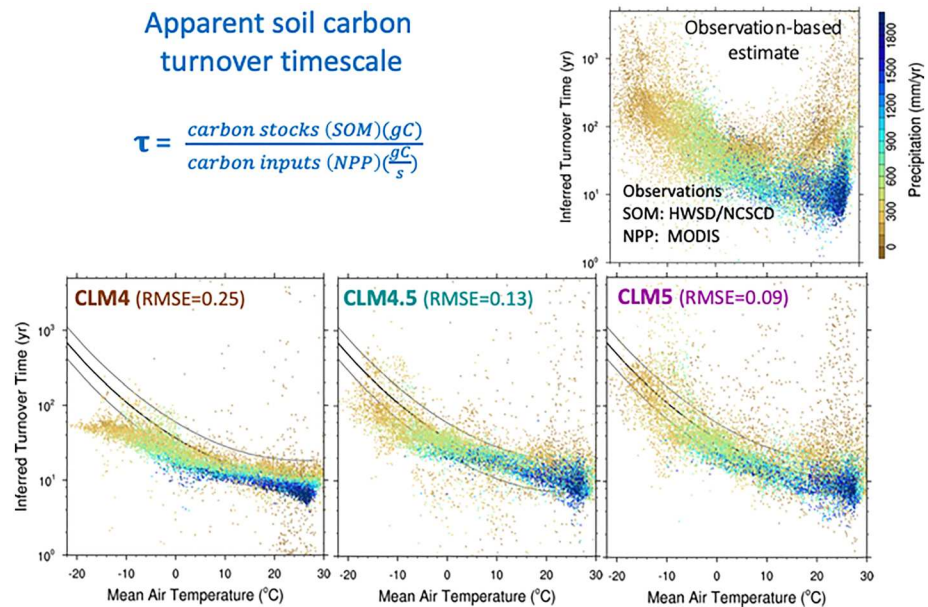 Apparent soil carbon
turnover timescale
τ = carbon stocks (SOM)(gC)
carbon inputs (NPP)(gC/s)
Observation-based
estimate
Inferred Turnover Time (yr)
10³
10²
10¹
10⁰
Observations
SOM: HWSD/NCSCD
NPP: MODIS
Precipitation (mm/yr)
1800
1500
1200
900
600
300
0
CLM4 (RMSE=0.25)
CLM4.5 (RMSE=0.13)
CLM5 (RMSE=0.09)
Inferred Turnover Time (yr)
10³
10²
10¹
10⁰
-20 -10 0 10 20 30
-20 -10 0 10 20 30
-20 -10 0 10 20 30
Mean Air Temperature (°C)
Mean Air Temperature (°C)
Mean Air Temperature (°C)